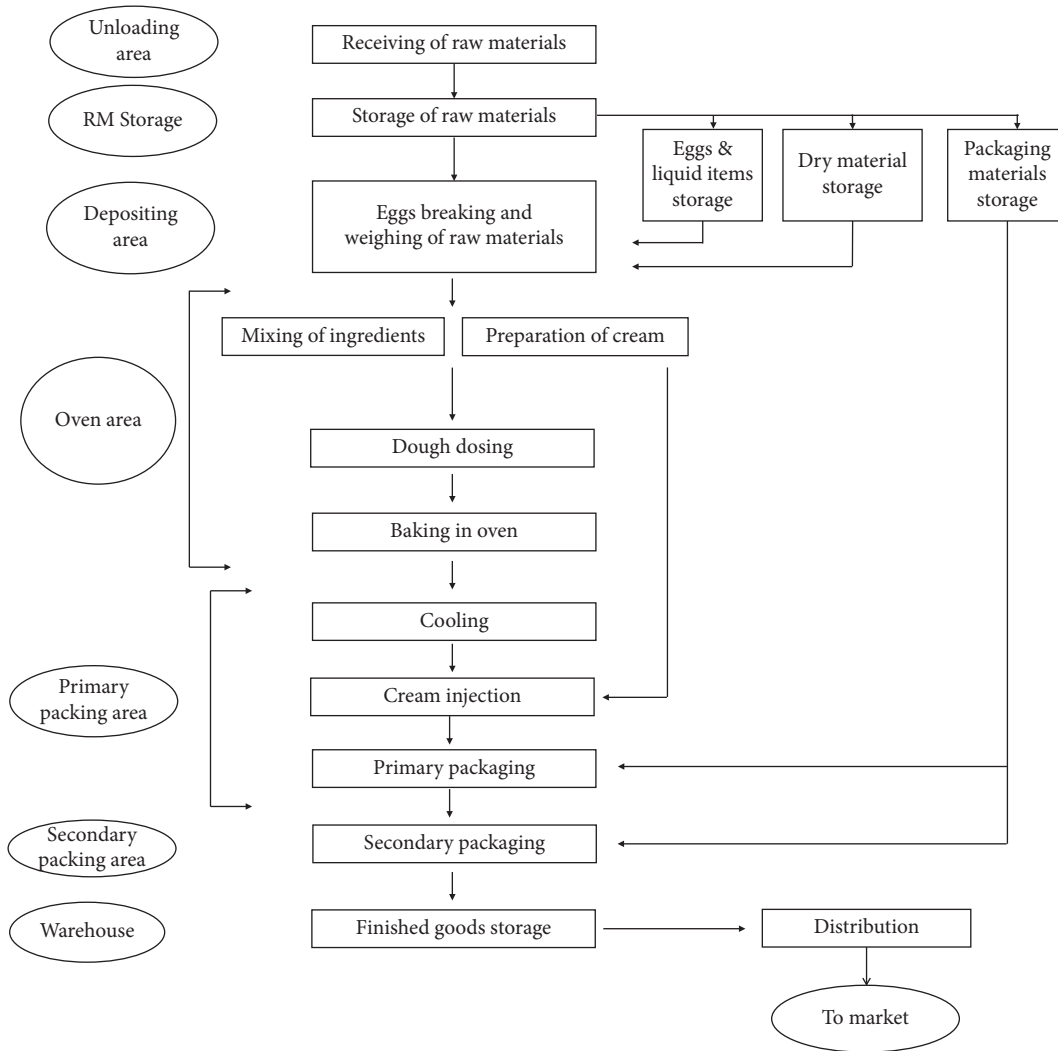 Unloading
area
Receiving of raw materials
RM Storage
Storage of raw materials
Eggs &
liquid items
storage
Dry material
storage
Packaging
materials
storage
Depositing
area
Eggs breaking and
weighing of raw materials
Mixing of ingredients
Preparation of cream
Oven area
Dough dosing
Baking in oven
Cooling
Primary
packing area
Cream injection
Primary packaging
Secondary
packing area
Secondary packaging
Warehouse
Finished goods storage
Distribution
To market